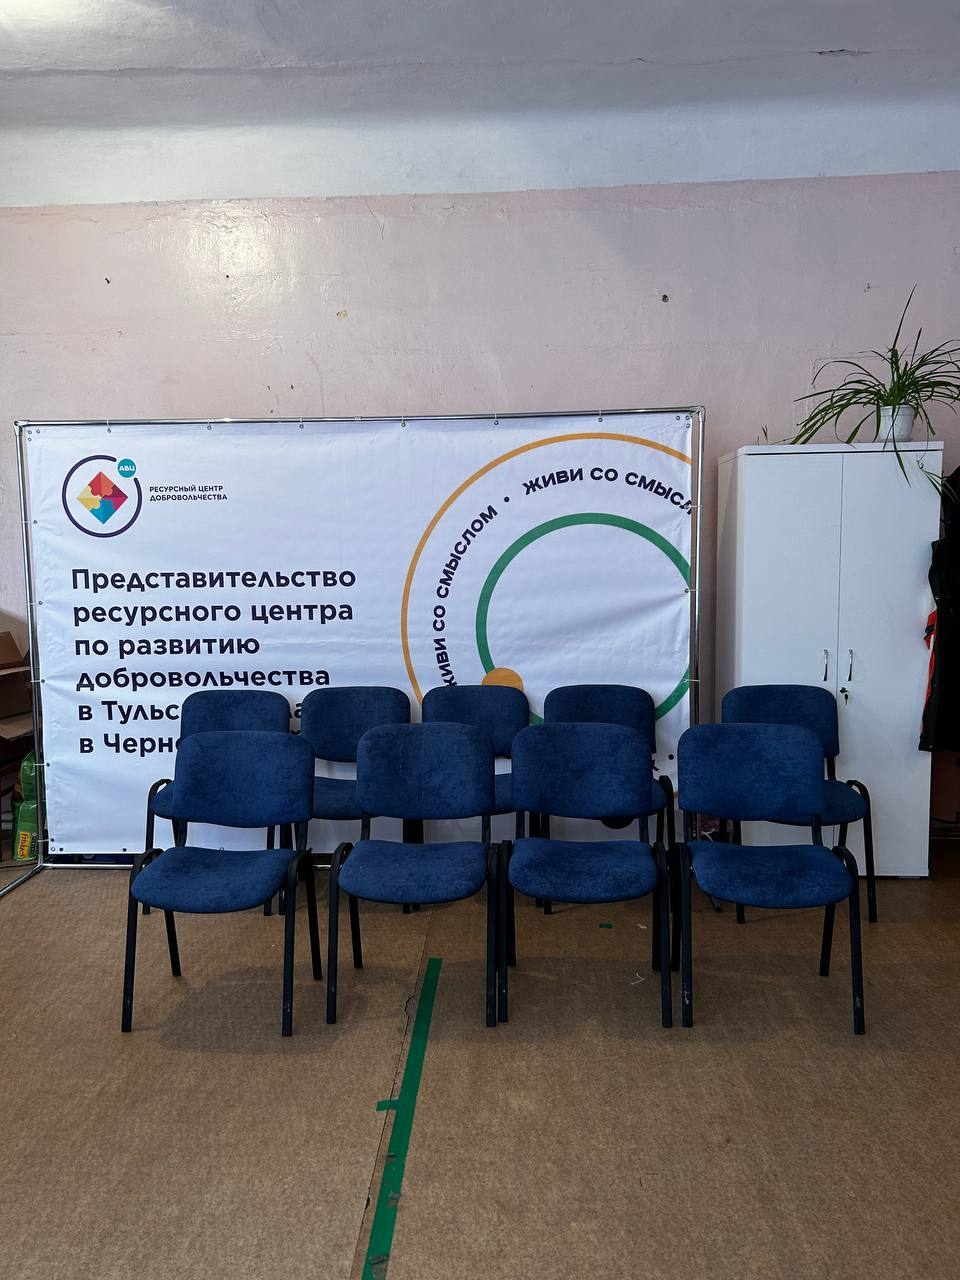 АВЦ
РЕСУРСНЫЙ ЦЕНТР
ДОБРОВОЛЬЧЕСТВА
ЖИВИ СО СМЫСЛОМ • ЖИВИ СО СМЫСЛ
Представительство
ресурсного центра
по развитию
добровольчества
в
в